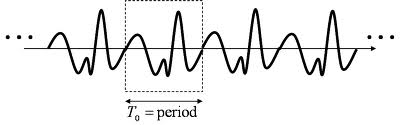 T₀ = period